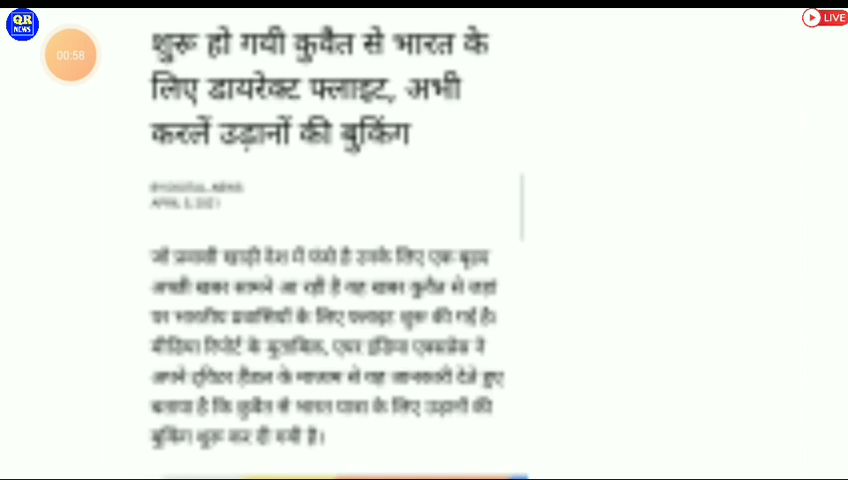 QR
NEWS
00:58
LIVE
शुरू हो गयी कुवैत से भारत के
लिए डायरेक्ट फ्लाइट, अभी
करलें उड़ानों की बुकिंग
जो प्रवासी खाड़ी देश में फंसे है उनके लिए एक बहुत
अच्छी खबर सामने आ रही है यह खबर कुवैत से जहां
पर भारतीय प्रवासियों के लिए फ्लाइट शुरू की गई है।
मीडिया रिपोर्ट के मुताबिक, एयर इंडिया एक्सप्रेस ने
अपने ट्विटर हैंडल के माध्यम से यह जानकारी देते हुए
बताया है कि कुवैत से भारत यात्रा के लिए उड़ानों की
बुकिंग शुरू कर दी गयी है।